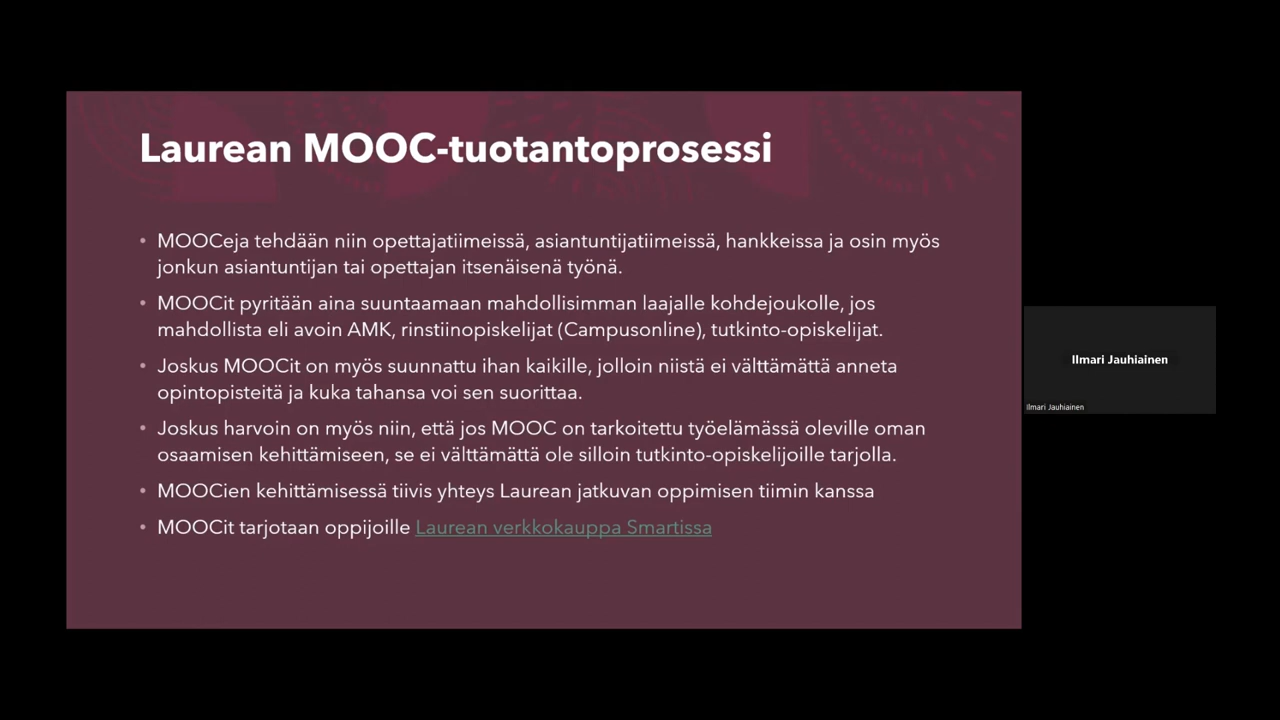 Laurean MOOC-tuotantoprosessi
• MOOCeja tehdään niin opettajatiimeissä, asiantuntijatiimeissä, hankkeissa ja osin myös
jonkun asiantuntijan tai opettajan itsenäisenä työnä.
• MOOCit pyritään aina suuntaamaan mahdollisimman laajalle kohdejoukolle, jos
mahdollista eli avoin AMK, rinstiinopiskelijat (Campusonline), tutkinto-opiskelijat.
• Joskus MOOCit on myös suunnattu ihan kaikille, jolloin niistä ei välttämättä anneta
opintopisteitä ja kuka tahansa voi sen suorittaa.
• Joskus harvoin on myös niin, että jos MOOC on tarkoitettu työelämässä oleville oman
osaamisen kehittämiseen, se ei välttämättä ole silloin tutkinto-opiskelijoille tarjolla.
• MOOCien kehittämisessä tiivis yhteys Laurean jatkuvan oppimisen tiimin kanssa
• MOOCit tarjotaan oppijoille Laurean verkkokauppa Smartissa
Ilmari Jauhiainen
Ilmari Jauhiainen